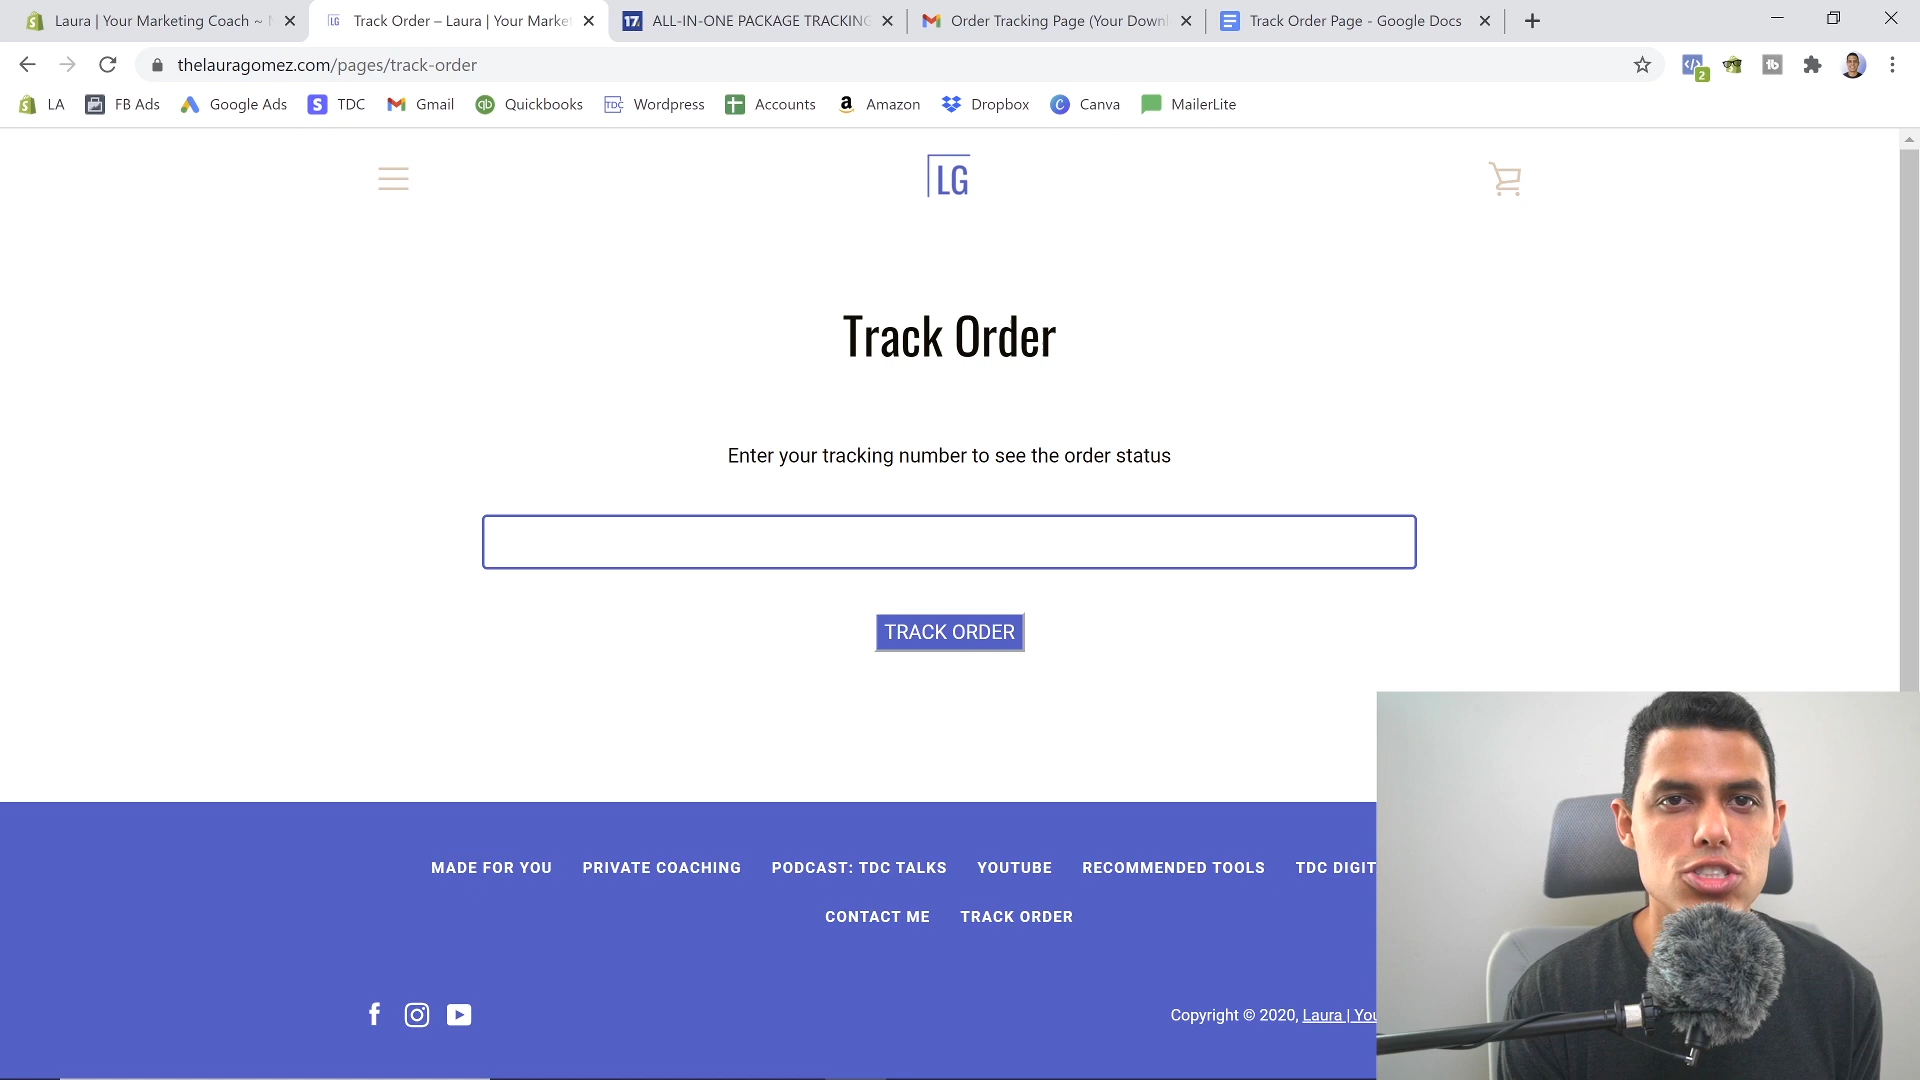 Laura | Your Marketing Coach ~
Track Order – Laura | Your Marke
17
ALL-IN-ONE PACKAGE TRACKING
Order Tracking Page (Your Down
Track Order Page - Google Docs
thelauragomez.com/pages/track-order
2
LA
FB Ads
Google Ads
TDC
Gmail
Quickbooks
Wordpress
Accounts
Amazon
Dropbox
Canva
MailerLite
LG
Track Order
Enter your tracking number to see the order status
TRACK ORDER
MADE FOR YOU PRIVATE COACHING PODCAST: TDC TALKS YOUTUBE RECOMMENDED TOOLS TDC DIGIT
CONTACT ME TRACK ORDER
Copyright © 2020, Laura | You